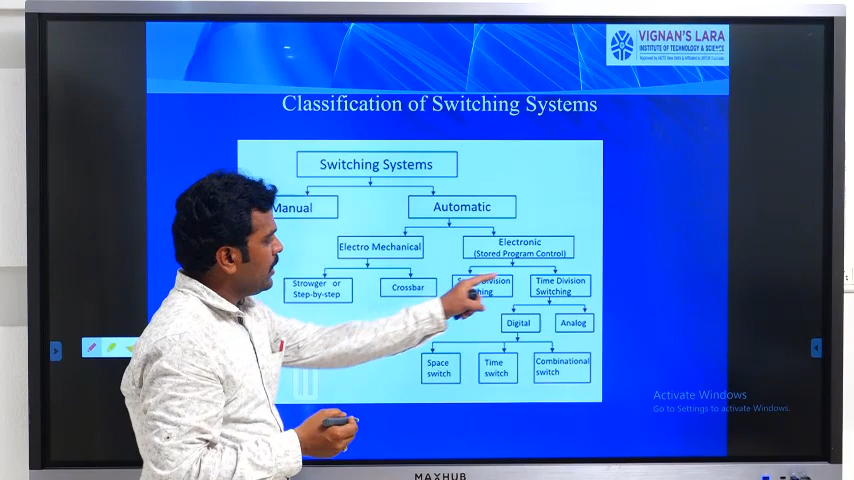 VIGNAN'S LARA
INSTITUTE OF TECHNOLOGY & SCIENCE
Classification of Switching Systems
Switching Systems
Manual
Automatic
Electro Mechanical
Electronic
(Stored Program Control)
Strowger or
Step-by-step
Crossbar
Division
Time Division
Switching
Digital
Analog
Space
switch
Time
switch
Combinational
switch
Activate Windows
Go to Settings to activate Windows.
MAXHUB